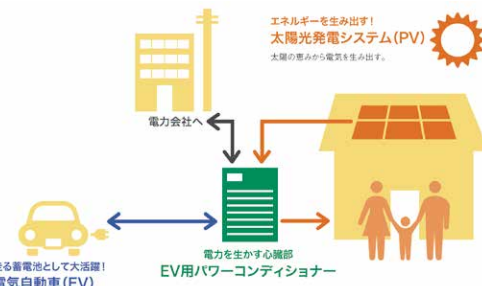 エネルギーを生み出す！
太陽光発電システム(PV)
太陽の恵みから電気を生み出す。
電力会社へ
電力を生かす心臓部
EV用パワーコンディショナー
る蓄電池として大活躍！
電気自動車(EV)